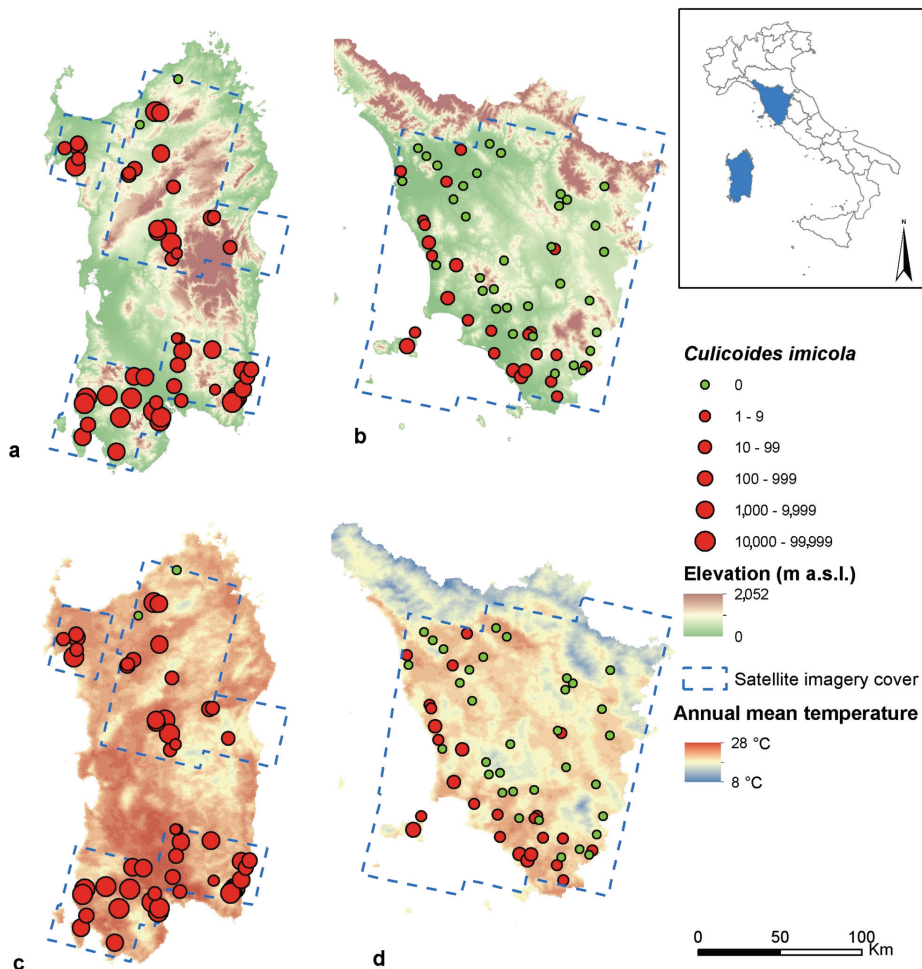 a
b
N
Culicoides imicola
0
1 - 9
10 - 99
100 - 999
1,000 - 9,999
10,000 - 99,999
Elevation (m a.s.l.)
2,052
0
Satellite imagery cover
Annual mean temperature
28 °C
8 °C
c
d
0 50 100
Km